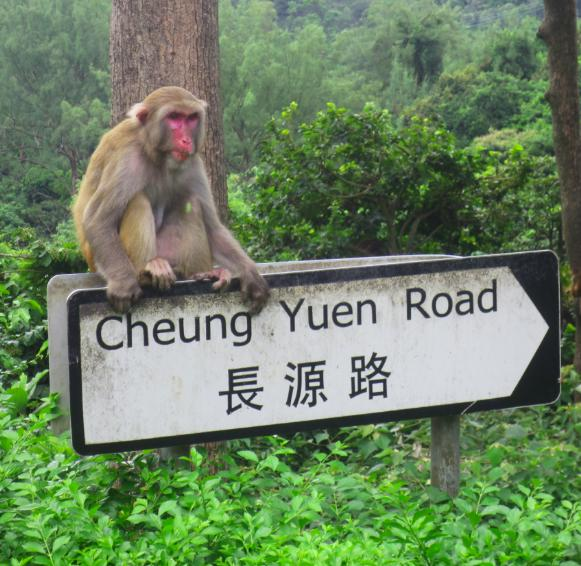 Cheung Yuen Road
長源路